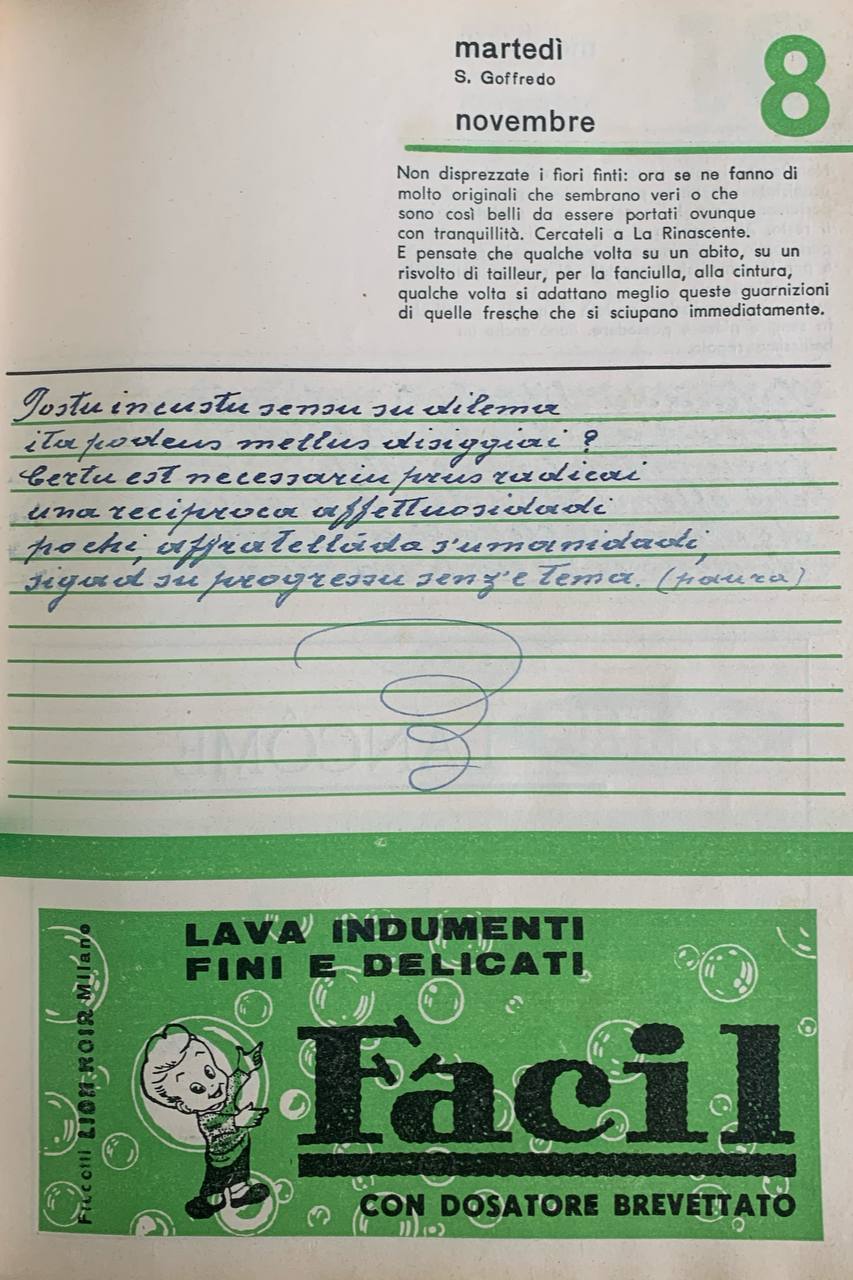 martedì
S. Goffredo
novembre
8
Non disprezzate i fiori finti: ora se ne fanno di
molto originali che sembrano veri o che
sono così belli da essere portati ovunque
con tranquillità. Cercateli a La Rinascente.
E pensate che qualche volta su un abito, su un
risvolto di tailleur, per la fanciulla, alla cintura,
qualche volta si adattano meglio queste guarnizioni
di quelle fresche che si sciupano immediatamente.
Postu in custu sensu su dilema
ita podeus mellus disiggiai ?
Certu est necessariu prus radicai
una reciproca affettuosidadi
po chi, affratelláda s'umanidadi,
sigad su progressu senz'e tema. (paura)
LAVA INDUMENTI
FINI E DELICATI
Facil
CON DOSATORE BREVETTATO
LION NOIR Milano